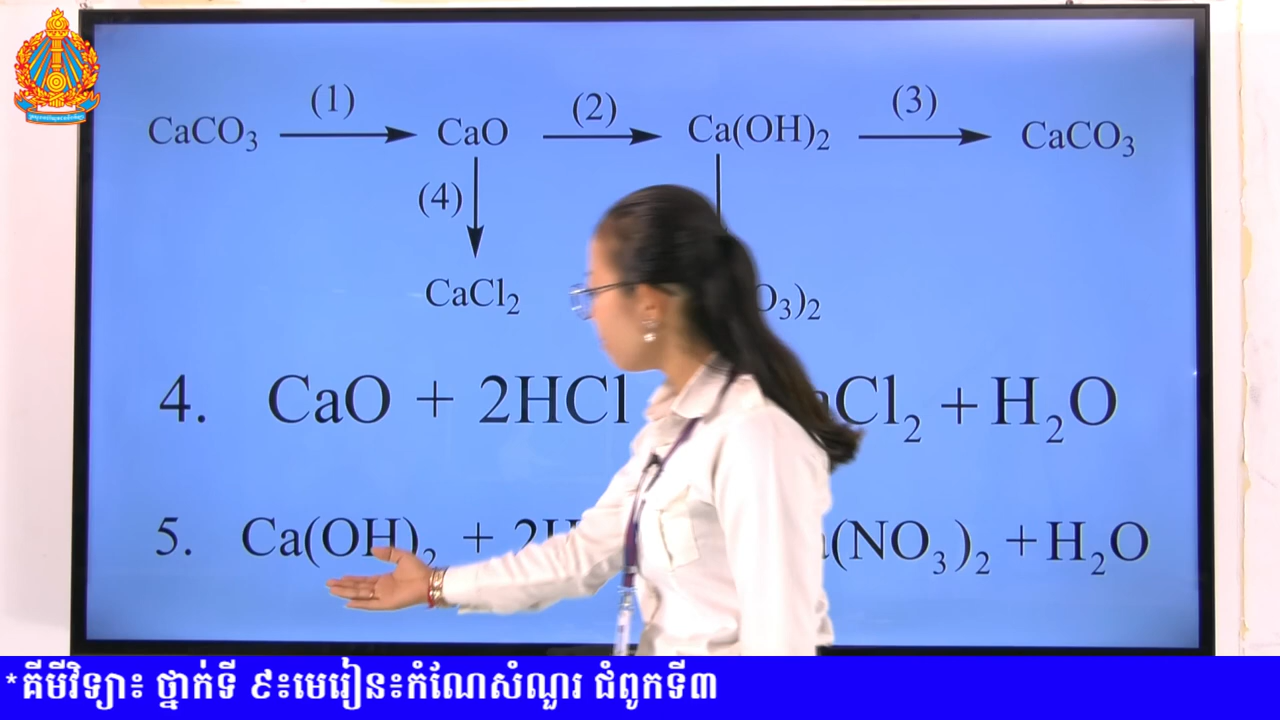 (1) (2) (3)
CaCO₃ CaO Ca(OH)₂ CaCO₃
(4)
CaCl₂ O₃)₂
4. CaO + 2HCl aCl₂ + H₂O
5. Ca(OH)₂ + 2H (NO₃)₂ + H₂O
*គីមីវិទ្យា៖ ថ្នាក់ទី ៩៖មេរៀន៖កំណែសំណួរ ជំពូកទី៣